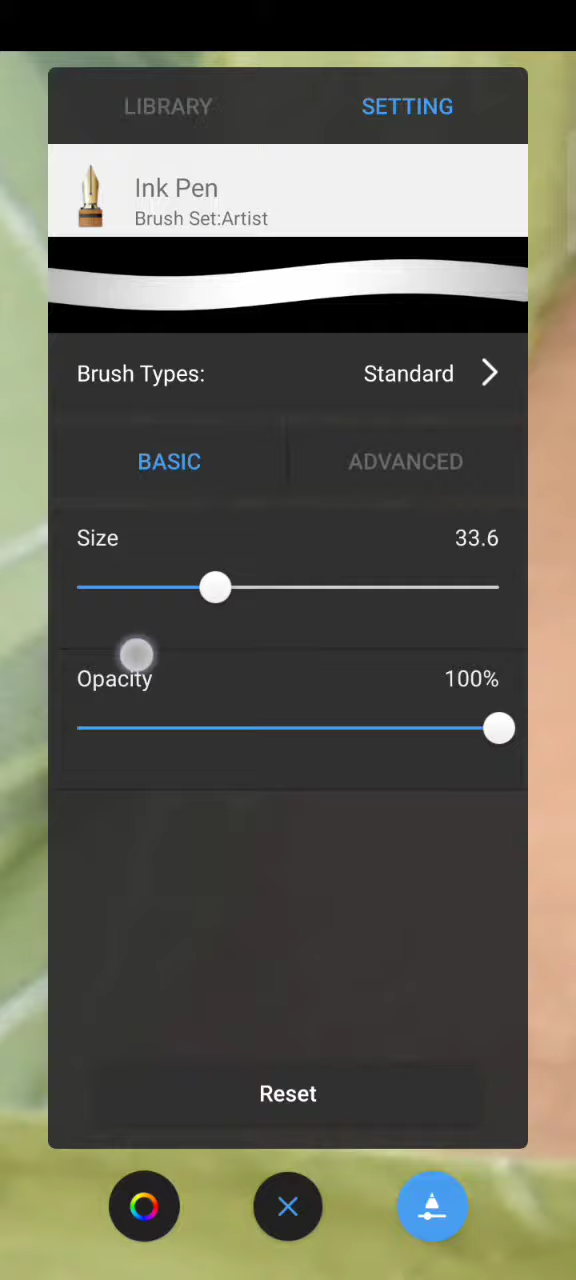 LIBRARY SETTING
Ink Pen
Brush Set:Artist
Brush Types: Standard
BASIC ADVANCED
Size 33.6
Opacity 100%
Reset